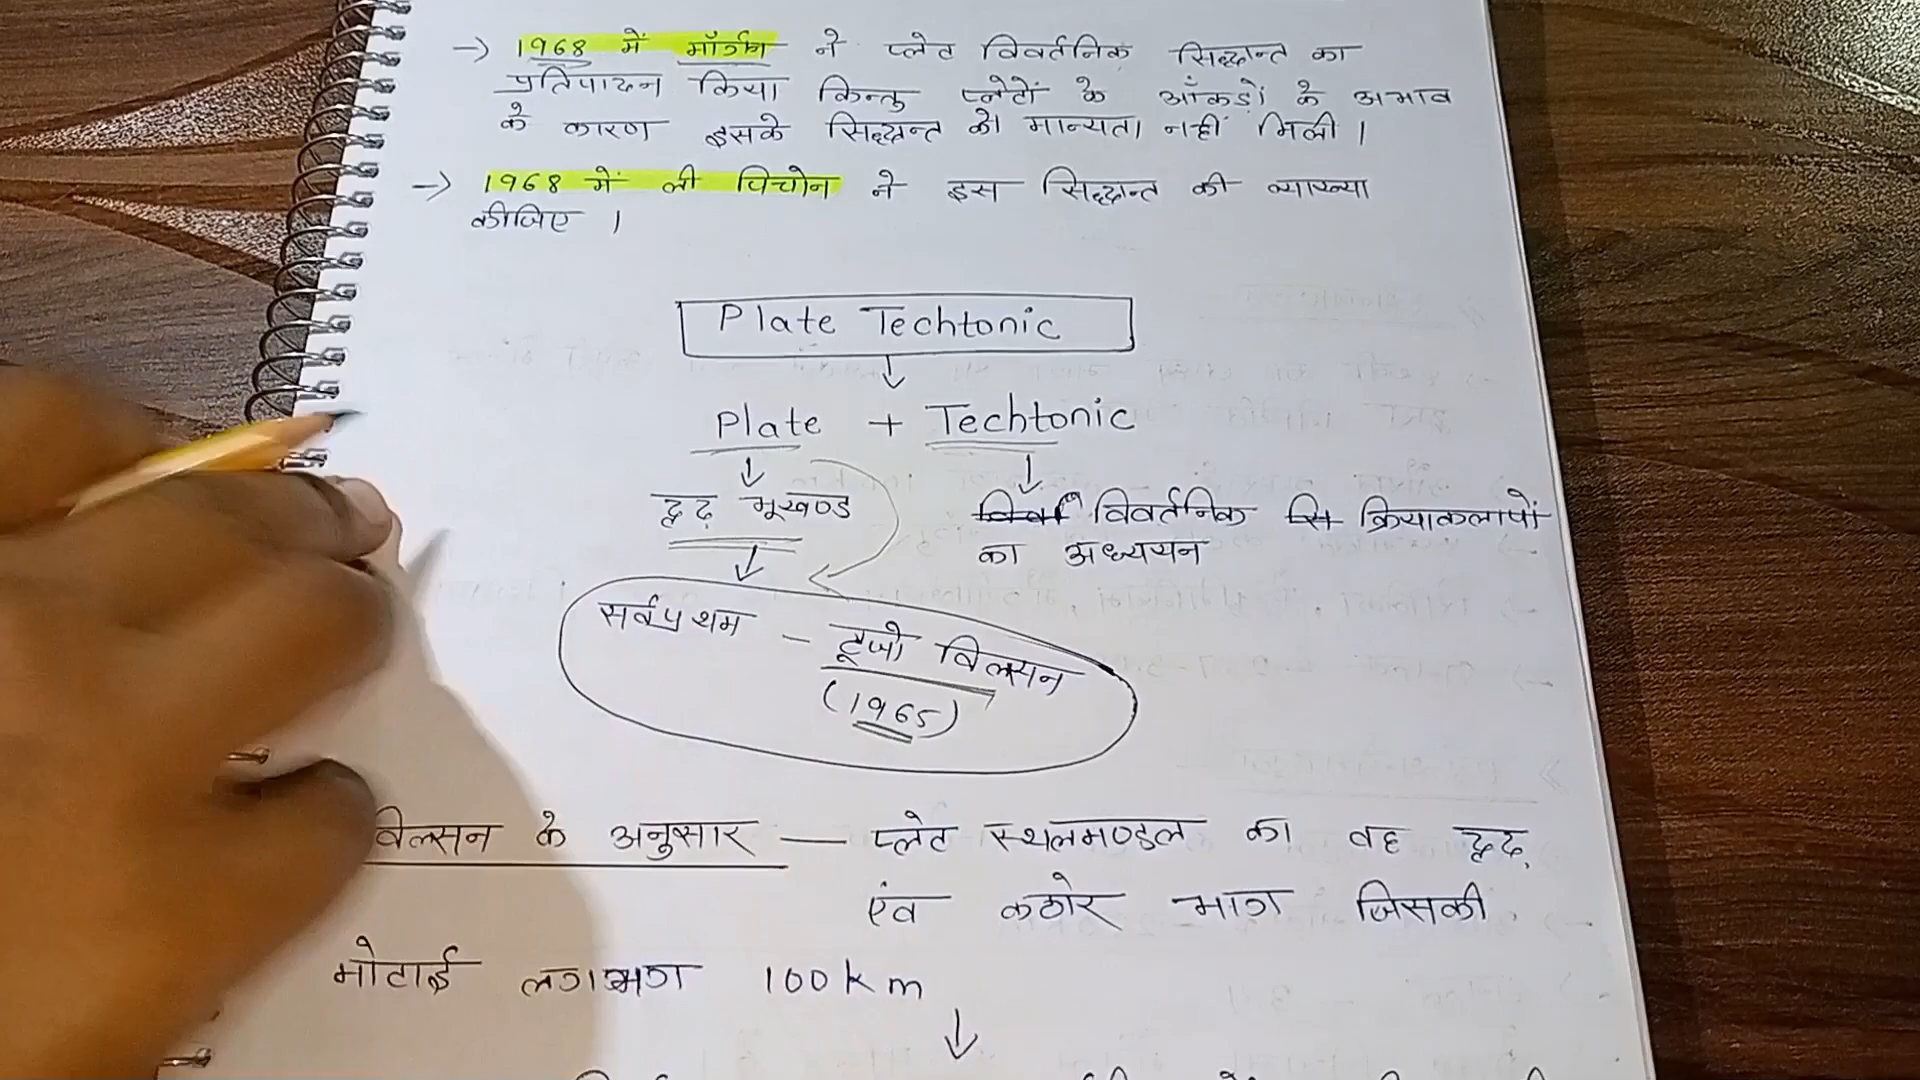 → 1968 में मॉर्गन ने प्लेट विवर्तनिक सिद्धान्त का
प्रतिपादन किया किन्तु प्लेटों के आँकड़ों के अभाव
के कारण इसके सिद्धान्त को मान्यता नहीं मिली ।
→ 1968 में ली पिचोन ने इस सिद्धान्त की व्याख्या
कीजिए ।
Plate Techtonic
↓
Plate + Techtonic
↓ ↓
दृढ़ भूखण्ड
विवर्तनिक क्रियाकलापों
का अध्ययन
↓
सर्वप्रथम – टूजो विल्सन
(1965)
विल्सन के अनुसार — प्लेट स्थलमण्डल का वह दृढ़
एंव कठोर भाग जिसकी
मोटाई लगभग 100km
↓